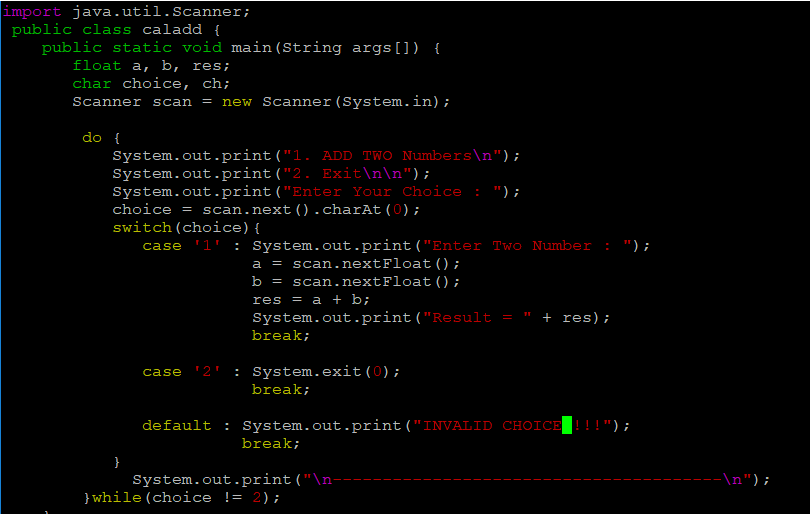 import java.util.Scanner;
public class caladd {
public static void main(String args[]) {
float a, b, res;
char choice, ch;
Scanner scan = new Scanner(System.in);
do {
System.out.print("1. ADD TWO Numbers\n");
System.out.print("2. Exit\n\n");
System.out.print("Enter Your Choice : ");
choice = scan.next().charAt(0);
switch(choice){
case '1' : System.out.print("Enter Two Number : ");
a = scan.nextFloat();
b = scan.nextFloat();
res = a + b;
System.out.print("Result = " + res);
break;
case '2' : System.exit(0);
break;
default : System.out.print("INVALID CHOICE !!!");
break;
}
System.out.print("\n---------------------------------------\n");
}while(choice != 2);